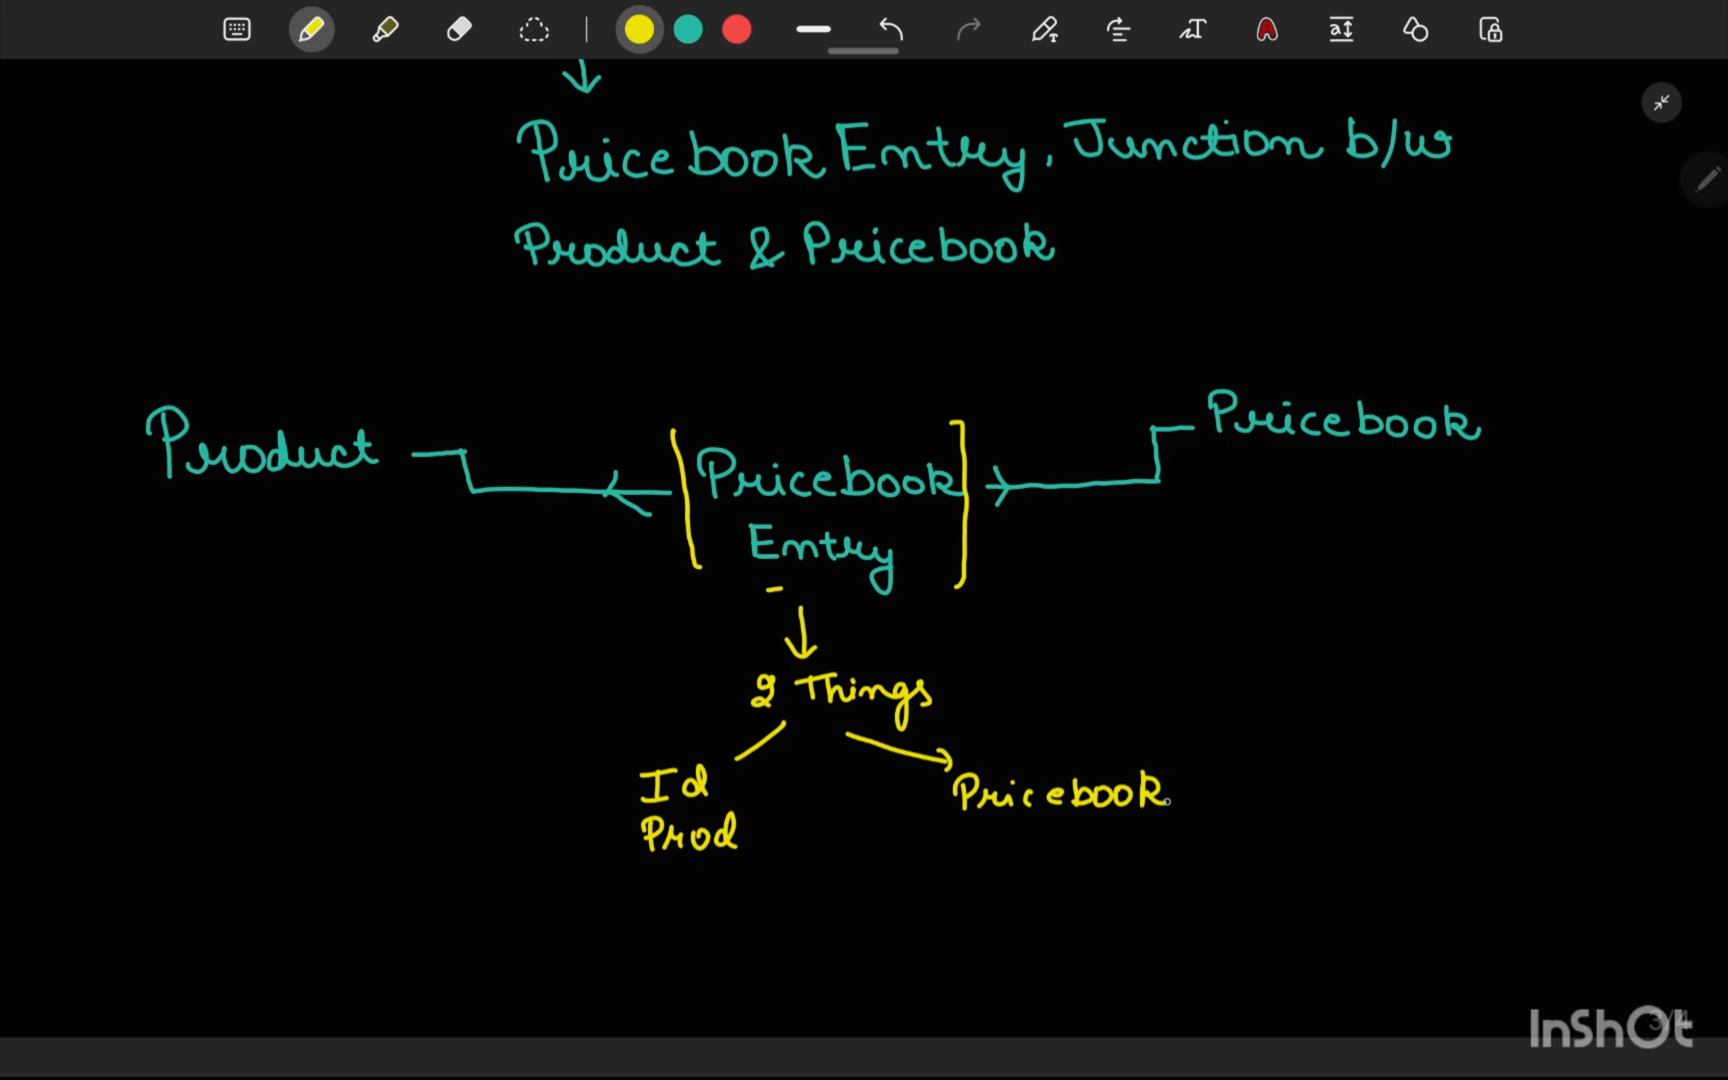 Pricebook Entry, Junction b/w
Product & Pricebook
Product
Pricebook
Pricebook
Entry
2 Things
Id
Prod
Pricebook
InShOt